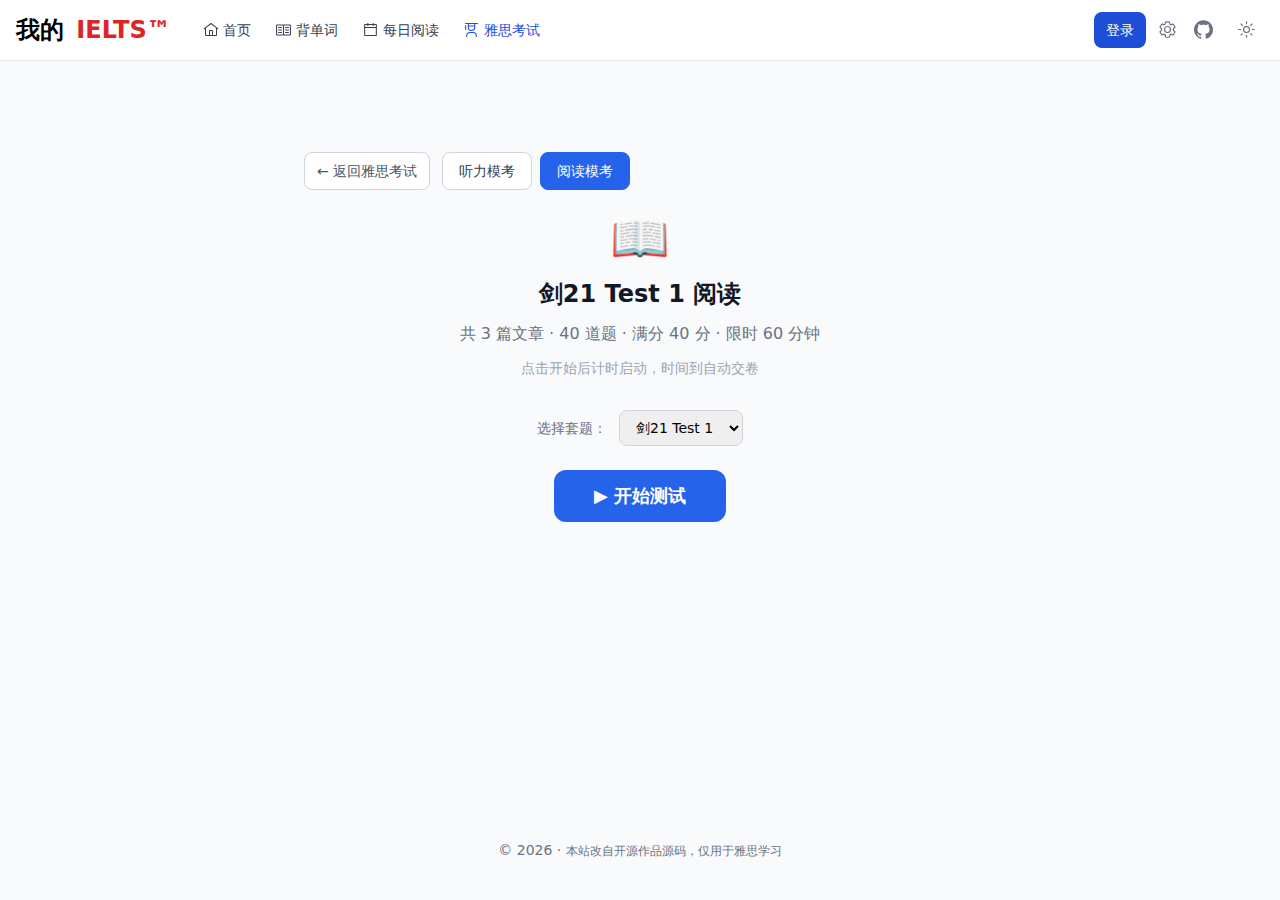 我的 IELTS™ 首页 背单词 每日阅读 雅思考试 登录
← 返回雅思考试 听力模考 阅读模考
剑21 Test 1 阅读
共 3 篇文章 · 40 道题 · 满分 40 分 · 限时 60 分钟
点击开始后计时启动，时间到自动交卷
选择套题： 剑21 Test 1
▶ 开始测试
© 2026 · 本站改自开源作品源码，仅用于雅思学习